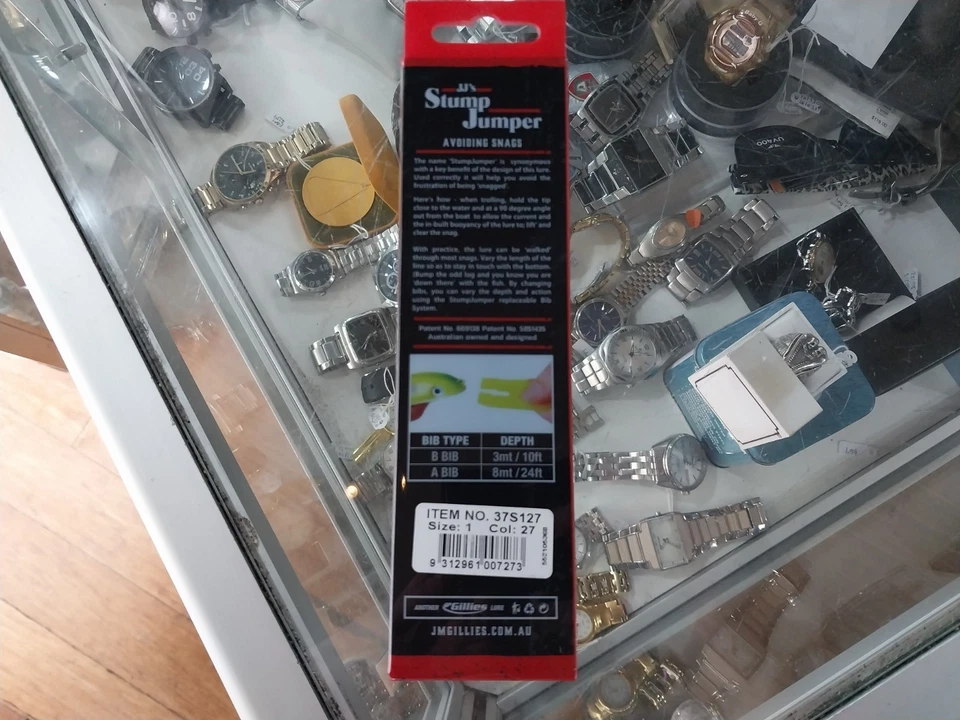 JJ's
Stump
Jumper
AVOIDING SNAGS
The name 'StumpJumper' is synonymous
with a key benefit of the design of this lure.
Used correctly it will help you avoid the
frustration of being 'snagged'.
Here's how - when trolling, hold the tip
close to the water and at a 90 degree angle
out from the boat to allow the current and
the in built buoyancy of the lure to; lift' and
clear the snag.
With practice, the lure can be 'walked'
through most snags. Vary the length of the
line so as to stay in touch with the bottom.
(Bump the odd log and you know you are
'down there' with the fish. By changing
bibs, you can vary the depth and action
using the StumpJumper replaceable Bib
System.
Australian owned and designed
BIB TYPE DEPTH
B BIB 3mt / 10ft
A BIB 8mt / 24ft
ITEM NO. 37S127
Size: 1 Col: 27
9 312961 007273
ANOTHER Gillies LURE
JMGILLIES.COM.AU